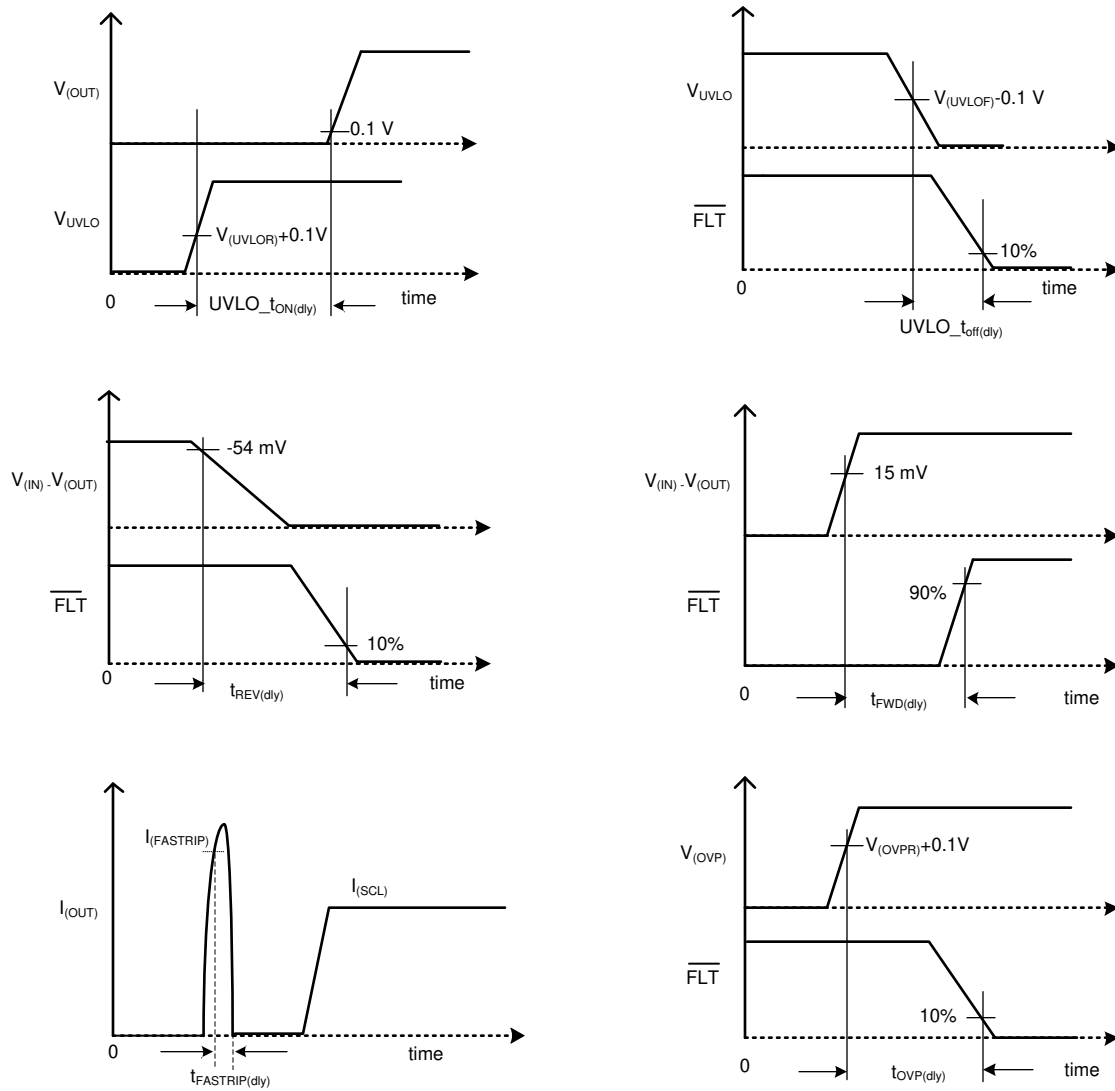 V(OUT)
0.1 V
VUVLO
V(UVLOR)+0.1V
0
UVLO_tON(dly)
time
VUVLO
V(UVLOF)-0.1 V
FLT
10%
0
time
UVLO_toff(dly)
-54 mV
V(IN) -V(OUT)
FLT
10%
0
tREV(dly)
time
V(IN) -V(OUT)
15 mV
FLT
90%
0
tFWD(dly)
time
I(FASTRIP)
I(OUT)
I(SCL)
0
time
tFASTRIP(dly)
V(OVP)
V(OVPR)+0.1V
FLT
10%
0
tOVP(dly)
time